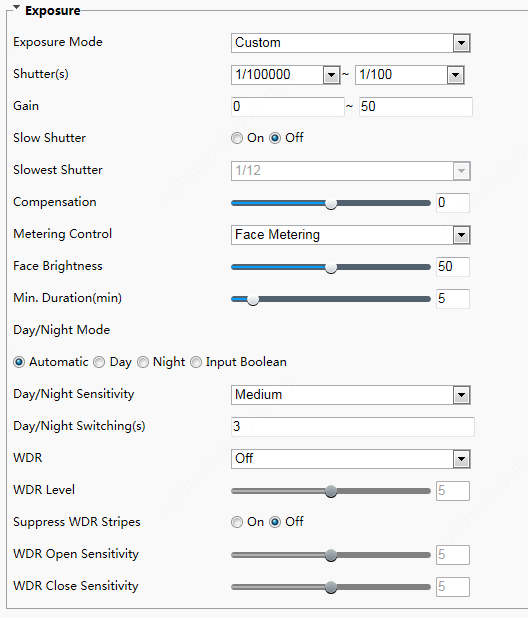 Exposure
Exposure Mode Custom
Shutter(s) 1/100000 ~ 1/100
Gain 0 ~ 50
Slow Shutter On Off
Slowest Shutter 1/12
Compensation 0
Metering Control Face Metering
Face Brightness 50
Min. Duration(min) 5
Day/Night Mode
Automatic Day Night Input Boolean
Day/Night Sensitivity Medium
Day/Night Switching(s) 3
WDR Off
WDR Level 5
Suppress WDR Stripes On Off
WDR Open Sensitivity 5
WDR Close Sensitivity 5